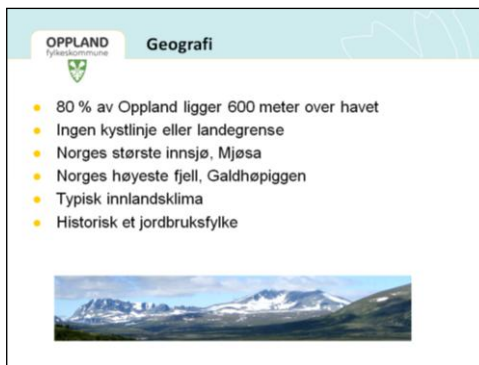 OPPLAND
fylkeskommune
Geografi
80 % av Oppland ligger 600 meter over havet
Ingen kystlinje eller landegrense
Norges største innsjø, Mjøsa
Norges høyeste fjell, Galdhøpiggen
Typisk innlandsklima
Historisk et jordbruksfylke